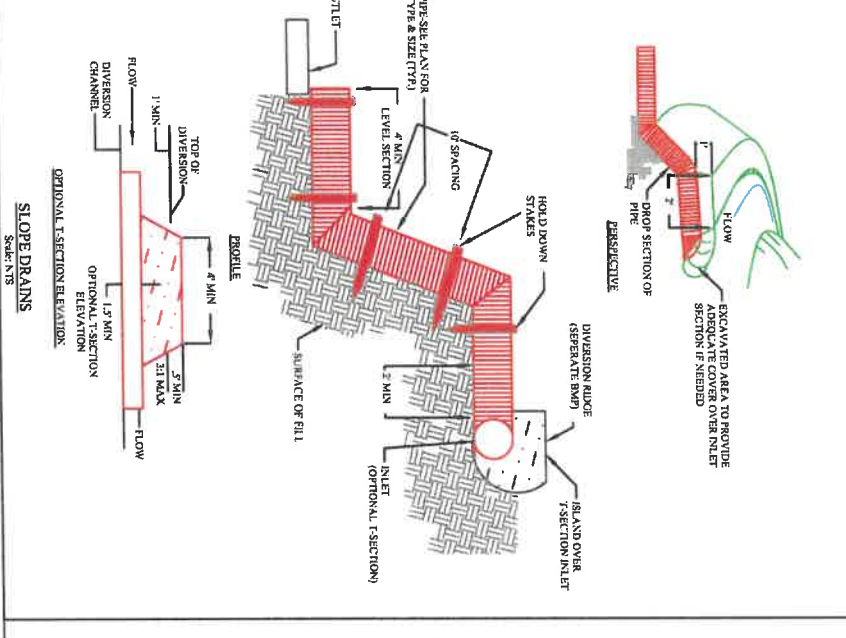 EXCAVATED AREA TO PROVIDE
ADEQUATE COVER OVER INLET
SECTION IF NEEDED
FLOW
1'
2'
DROP SECTION OF
PIPE
PERSPECTIVE
PIPE-SEE PLAN FOR
TYPE & SIZE (TYP.)
10' SPACING
HOLD DOWN
STAKES
DIVERSION RIDGE
(SEPERATE BMP)
ISLAND OVER
T-SECTION INLET
4' MIN
LEVEL SECTION
2' MIN
INLET
(OPTIONAL T-SECTION)
SURFACE OF FILL
PROFILE
TOP OF
DIVERSION
1' MIN
FLOW
DIVERSION
CHANNEL
4' MIN
.5' MIN
3:1 MAX
FLOW
1.5' MIN
OPTIONAL T-SECTION
ELEVATION
OPTIONAL T-SECTION ELEVATION
SLOPE DRAINS
Scale: NTS